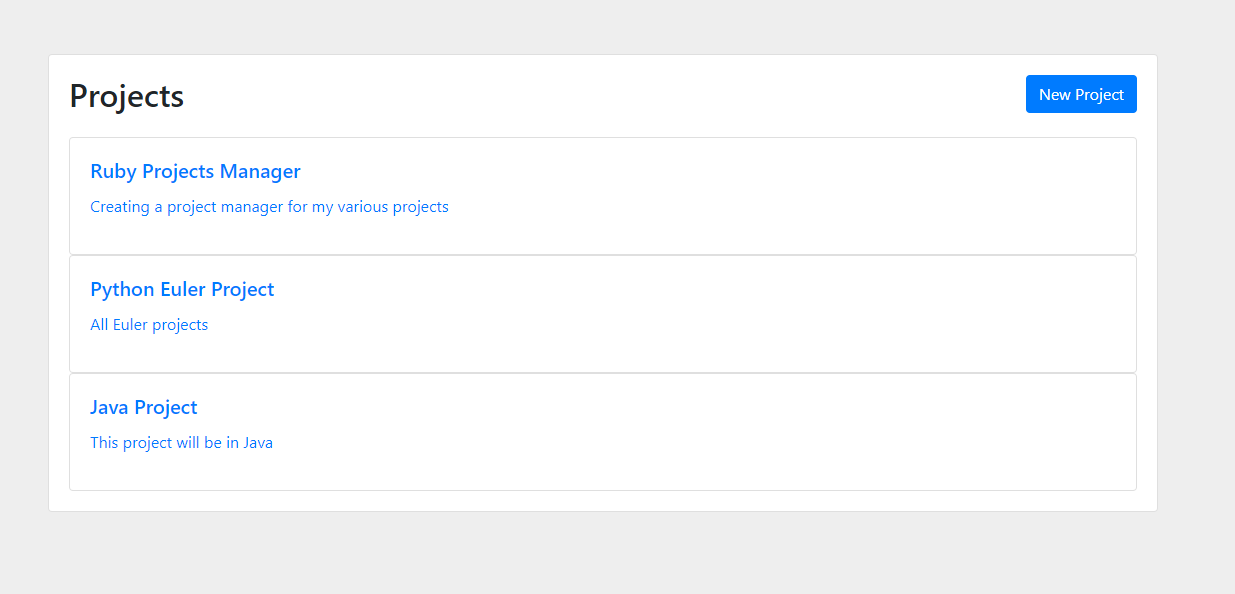 Projects
New Project
Ruby Projects Manager
Creating a project manager for my various projects
Python Euler Project
All Euler projects
Java Project
This project will be in Java